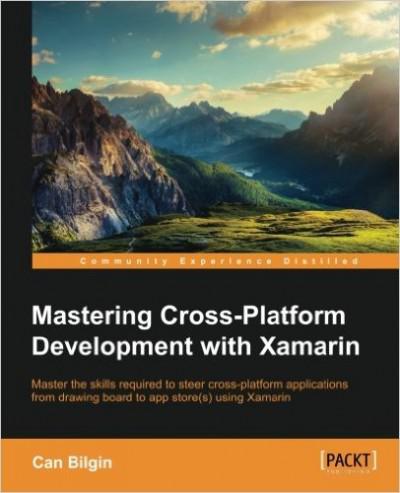 Community Experience Distilled
Mastering Cross-Platform
Development with Xamarin
Master the skills required to steer cross-platform applications
from drawing board to app store(s) using Xamarin
Can Bilgin
[PACKT]
PUBLISHING